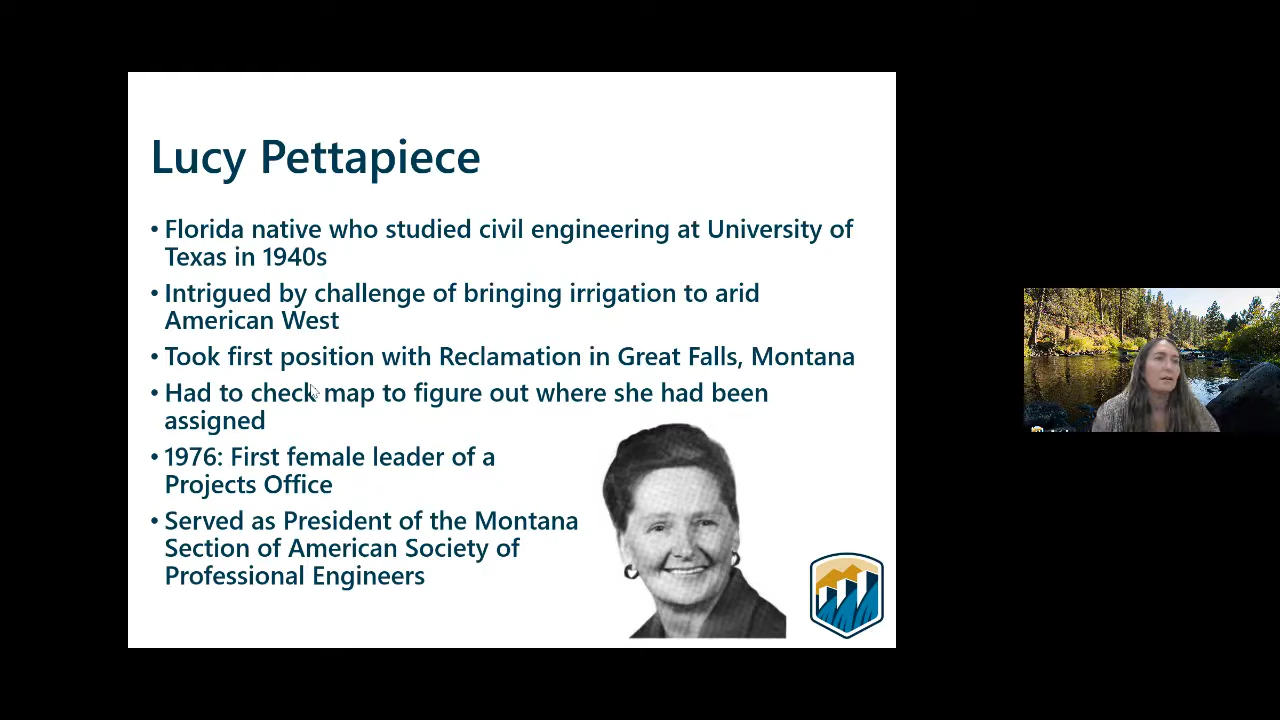 Lucy Pettapiece
• Florida native who studied civil engineering at University of
Texas in 1940s
• Intrigued by challenge of bringing irrigation to arid
American West
• Took first position with Reclamation in Great Falls, Montana
• Had to check map to figure out where she had been
assigned
• 1976: First female leader of a
Projects Office
• Served as President of the Montana
Section of American Society of
Professional Engineers